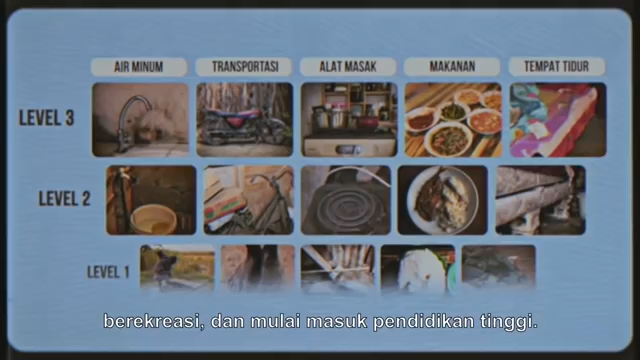 AIR MINUM TRANSPORTASI ALAT MASAK MAKANAN TEMPAT TIDUR
LEVEL 3
LEVEL 2
LEVEL 1
berekreasi, dan mulai masuk pendidikan tinggi.